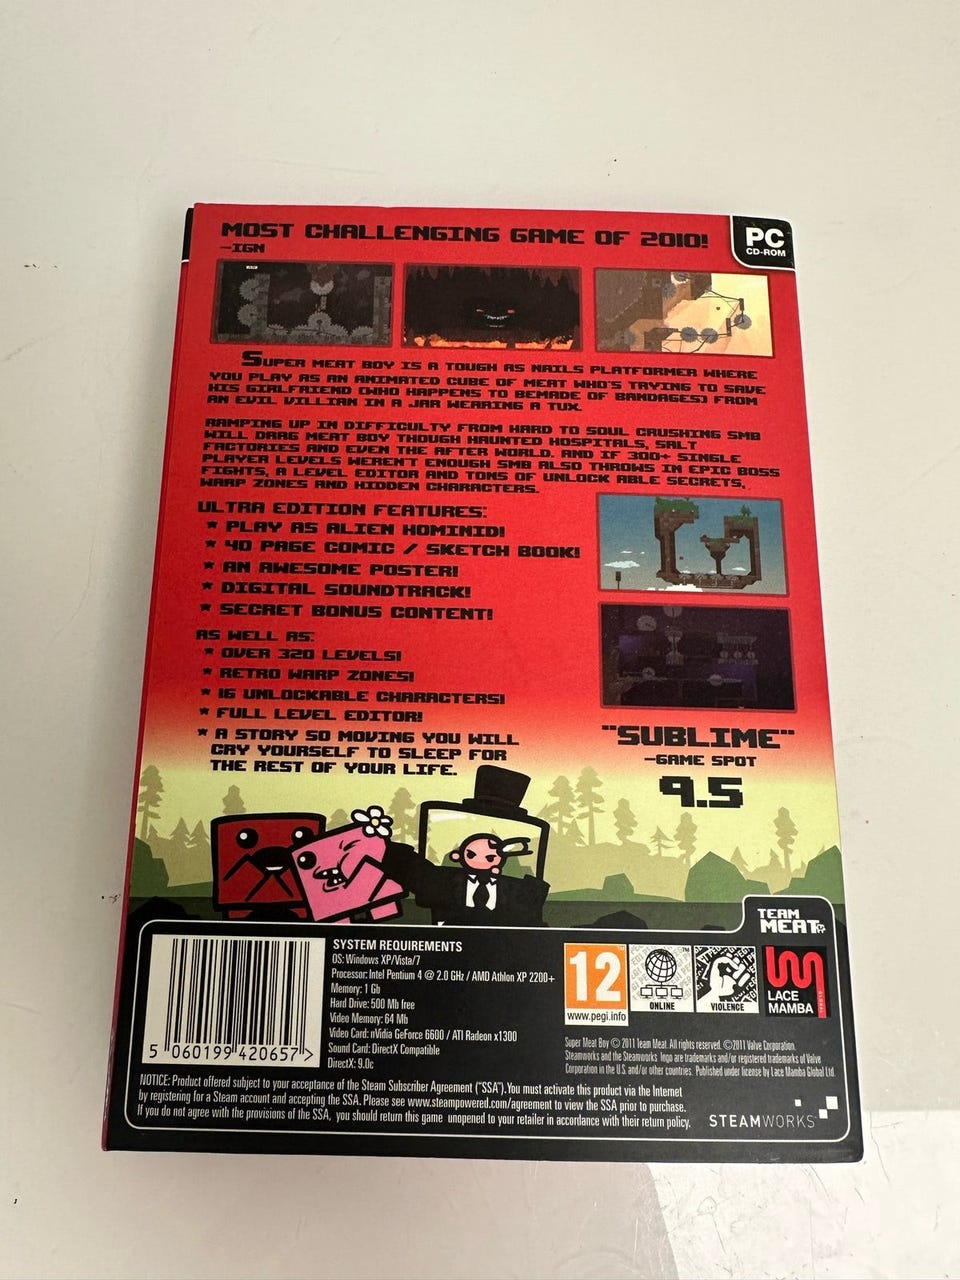 MOST CHALLENGING GAME OF 2010!
-IGN
PC
CD-ROM
SUPER MEAT BOY IS A TOUGH AS NAILS PLATFORMER WHERE
YOU PLAY AS AN ANIMATED CUBE OF MEAT WHO'S TRYING TO SAVE
HIS GIRLFRIEND (WHO HAPPENS TO BEMADE OF BANDAGES) FROM
AN EVIL VILLIAN IN A JAR WEARING A TUX.
RAMPING UP IN DIFFICULTY FROM HARD TO SOUL CRUSHING SMB
WILL DRAG MEAT BOY THOUGH HAUNTED HOSPITALS, SALT
FACTORIES AND EVEN THE AFTER WORLD. AND IF 300+ SINGLE
PLAYER LEVELS WERENT ENOUGH SMB ALSO THROWS IN EPIC BOSS
FIGHTS, A LEVEL EDITOR AND TONS OF UNLOCK ABLE SECRETS,
WARP ZONES AND HIDDEN CHARACTERS.
ULTRA EDITION FEATURES:
* PLAY AS ALIEN HOMINID!
* 40 PAGE COMIC / SKETCH BOOK!
* AN AWESOME POSTER!
* DIGITAL SOUNDTRACK!
* SECRET BONUS CONTENT!
AS WELL AS:
* OVER 320 LEVELS!
* RETRO WARP ZONES!
* 16 UNLOCKABLE CHARACTERS!
* FULL LEVEL EDITOR!
* A STORY SO MOVING YOU WILL
CRY YOURSELF TO SLEEP FOR
THE REST OF YOUR LIFE.
"SUBLIME"
-GAME SPOT
9.5
TEAM
MEAT
5 060199 420657 >
SYSTEM REQUIREMENTS
OS: Windows XP/Vista/7
Processor: Intel Pentium 4 @ 2.0 GHz / AMD Athlon XP 2200+
Memory: 1 Gb
Hard Drive: 500 Mb free
Video Memory: 64 Mb
Video Card: nVidia GeForce 6600 / ATI Radeon x1300
Sound Card: DirectX Compatible
DirectX: 9.0c
12
www.pegi.info
ONLINE
VIOLENCE
LACE
MAMBA
Super Meat Boy © 2011 Team Meat. All rights reserved. ©2011 Valve Corporation.
Steamworks and the Steamworks logo are trademarks and/or registered trademarks of Valve
Corporation in the U.S. and/or other countries. Published under license by Lace Mamba Global Ltd.
NOTICE: Product offered subject to your acceptance of the Steam Subscriber Agreement ("SSA"). You must activate this product via the Internet
by registering for a Steam account and accepting the SSA. Please see www.steampowered.com/agreement to view the SSA prior to purchase.
If you do not agree with the provisions of the SSA, you should return this game unopened to your retailer in accordance with their return policy.
STEAMWORKS